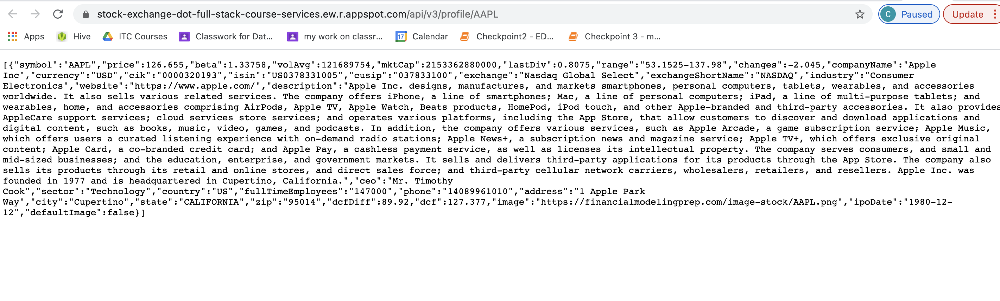 stock-exchange-dot-full-stack-course-services.ew.r.appspot.com/api/v3/profile/AAPL C Paused Update
Apps Hive ITC Courses Classwork for Dat... my work on classr... 17 Calendar Checkpoint2 - ED... Checkpoint 3 - m...
[{"symbol":"AAPL","price":126.655,"beta":1.33758,"volAvg":121689754,"mktCap":2153362880000,"lastDiv":0.8075,"range":"53.1525-137.98","changes":-2.045,"companyName":"Apple
Inc","currency":"USD","cik":"0000320193","isin":"US0378331005","cusip":"037833100","exchange":"Nasdaq Global Select","exchangeShortName":"NASDAQ","industry":"Consumer
Electronics","website":"https://www.apple.com/","description":"Apple Inc. designs, manufactures, and markets smartphones, personal computers, tablets, wearables, and accessories
worldwide. It also sells various related services. The company offers iPhone, a line of smartphones; Mac, a line of personal computers; iPad, a line of multi-purpose tablets; and
wearables, home, and accessories comprising AirPods, Apple TV, Apple Watch, Beats products, HomePod, iPod touch, and other Apple-branded and third-party accessories. It also provides
AppleCare support services; cloud services store services; and operates various platforms, including the App Store, that allow customers to discover and download applications and
digital content, such as books, music, video, games, and podcasts. In addition, the company offers various services, such as Apple Arcade, a game subscription service; Apple Music,
which offers users a curated listening experience with on-demand radio stations; Apple News+, a subscription news and magazine service; Apple TV+, which offers exclusive original
content; Apple Card, a co-branded credit card; and Apple Pay, a cashless payment service, as well as licenses its intellectual property. The company serves consumers, and small and
mid-sized businesses; and the education, enterprise, and government markets. It sells and delivers third-party applications for its products through the App Store. The company also
sells its products through its retail and online stores, and direct sales force; and third-party cellular network carriers, wholesalers, retailers, and resellers. Apple Inc. was
founded in 1977 and is headquartered in Cupertino, California.","ceo":"Mr. Timothy
Cook","sector":"Technology","country":"US","fullTimeEmployees":"147000","phone":"14089961010","address":"1 Apple Park
Way","city":"Cupertino","state":"CALIFORNIA","zip":"95014","dcfDiff":89.92,"dcf":127.377,"image":"https://financialmodelingprep.com/image-stock/AAPL.png","ipoDate":"1980-12-
12","defaultImage":false}]